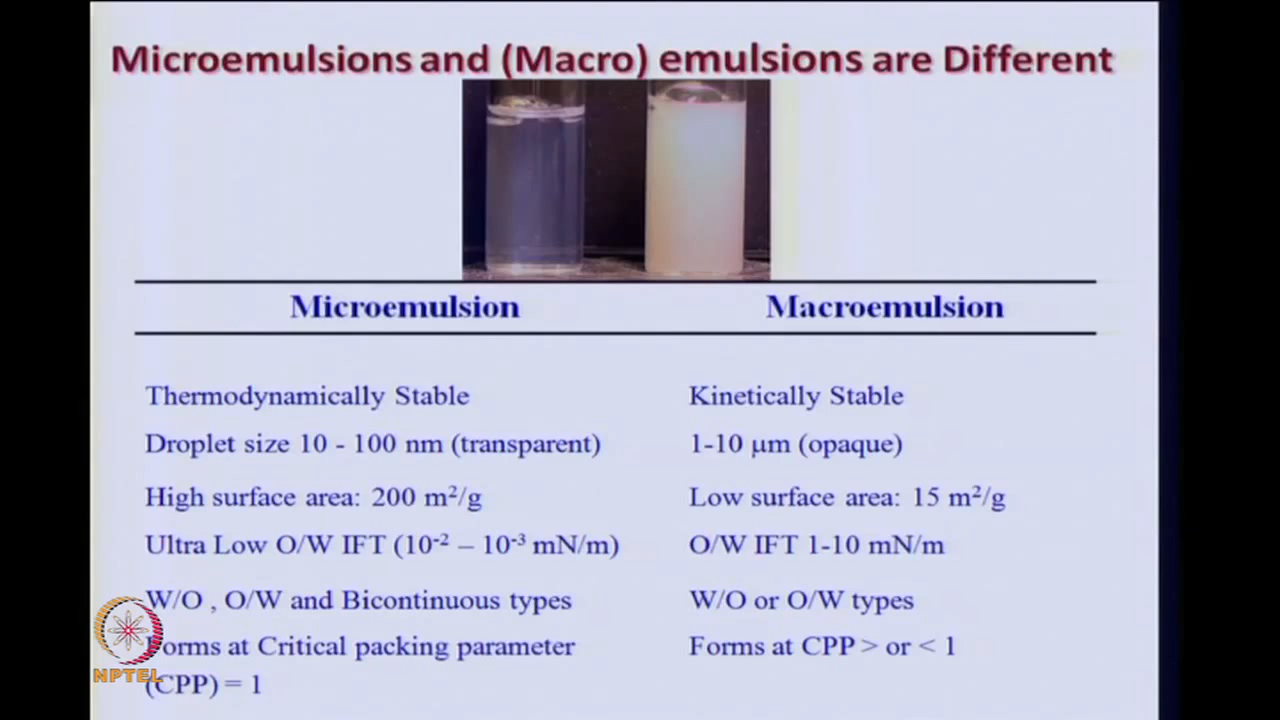 Microemulsions and (Macro) emulsions are Different
Microemulsion Macroemulsion
Thermodynamically Stable Kinetically Stable
Droplet size 10 - 100 nm (transparent) 1-10 μm (opaque)
High surface area: 200 m²/g Low surface area: 15 m²/g
Ultra Low O/W IFT (10⁻² – 10⁻³ mN/m) O/W IFT 1-10 mN/m
W/O , O/W and Bicontinuous types W/O or O/W types
Forms at Critical packing parameter Forms at CPP > or < 1
(CPP) = 1
NPTEL